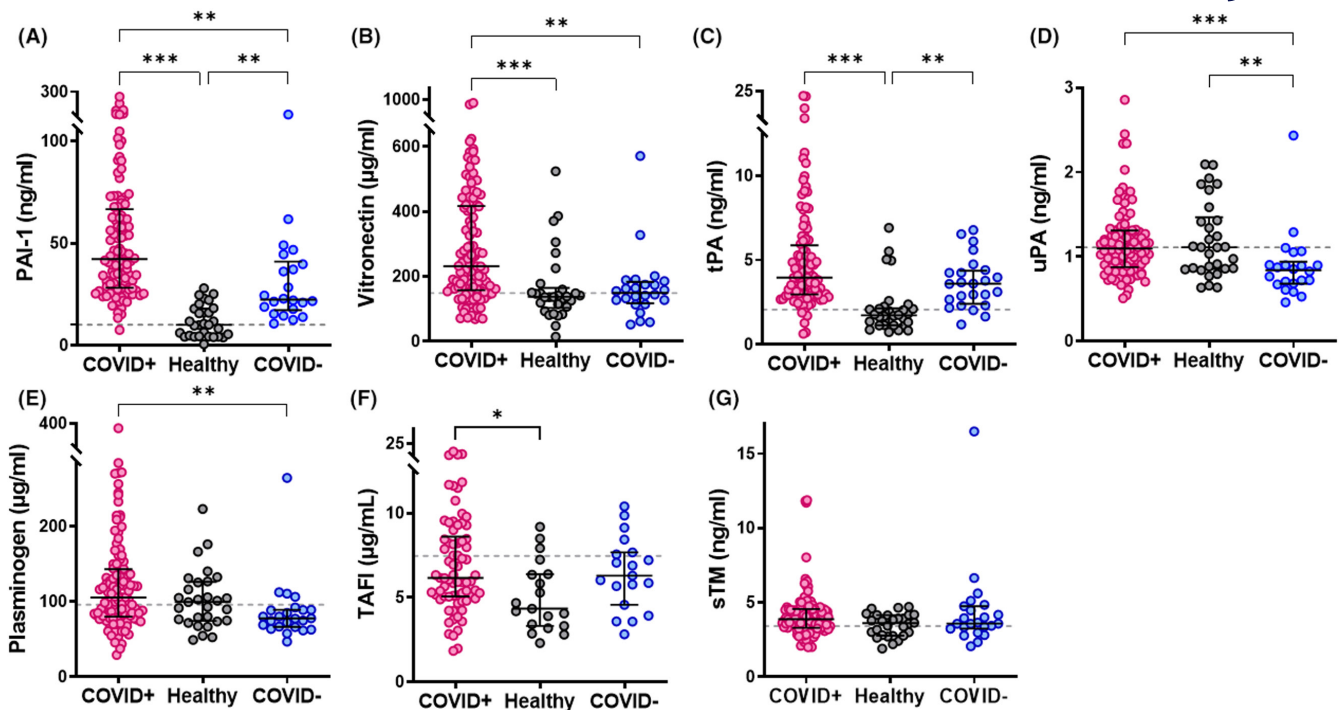 (A)
**
***
**
PAI-1 (ng/ml)
300
100
50
0
COVID+ Healthy COVID-
(B)
**
***
Vitronectin (µg/ml)
1000
600
400
200
0
COVID+ Healthy COVID-
(C)
***
**
tPA (ng/ml)
25
10
5
0
COVID+ Healthy COVID-
(D)
***
**
uPA (ng/ml)
3
2
1
0
COVID+ Healthy COVID-
(E)
**
Plasminogen (µg/ml)
400
200
100
0
COVID+ Healthy COVID-
(F)
*
TAFI (µg/mL)
25
10
5
0
COVID+ Healthy COVID-
(G)
sTM (ng/ml)
15
10
5
0
COVID+ Healthy COVID-